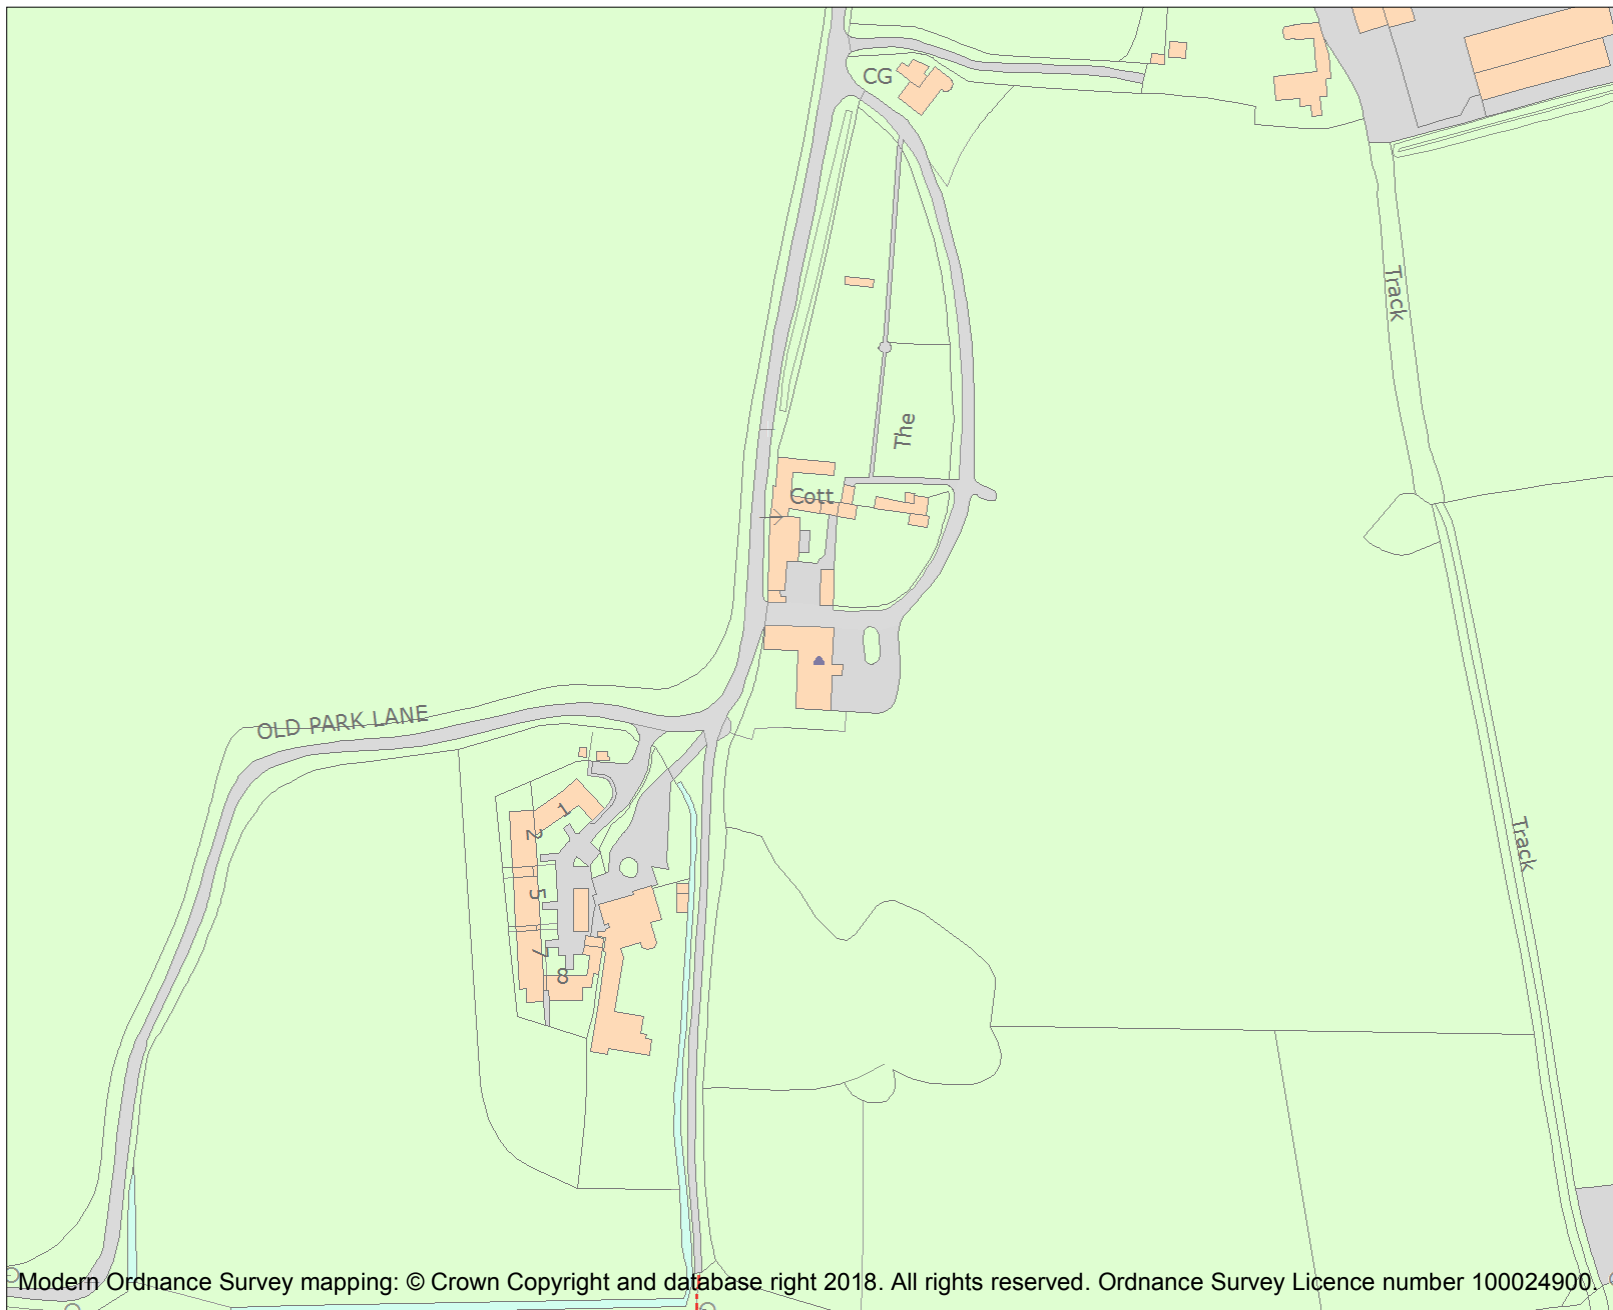 CG
Track
The
Cott
OLD PARK LANE
1
2
5
7
8
Track
Modern Ordnance Survey mapping: © Crown Copyright and database right 2018. All rights reserved. Ordnance Survey Licence number 100024900.